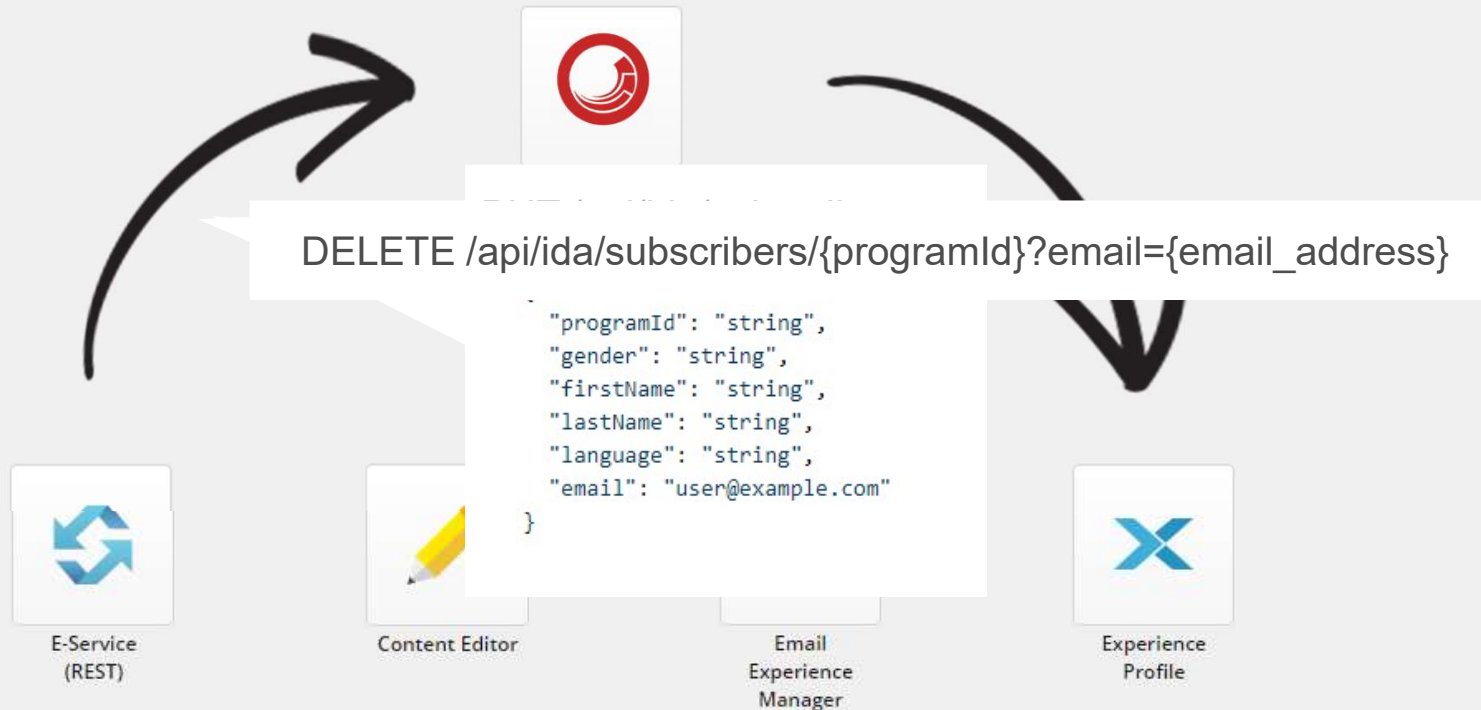 DELETE /api/ida/subscribers/{programId}?email={email_address}
"programId": "string",
"gender": "string",
"firstName": "string",
"lastName": "string",
"language": "string",
"email": "user@example.com"
}
E-Service
(REST)
Content Editor
Email
Experience
Manager
Experience
Profile